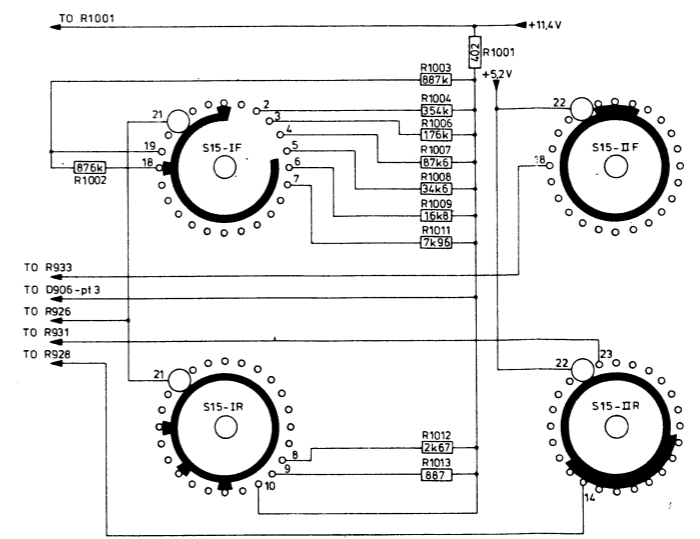 TO R1001
+11,4V
402
R1001
+5,2V
R1003
887k
R1004
354k
R1006
176k
R1007
87k6
R1008
34k6
R1009
16k8
R1011
7k96
21
2
3
4
5
6
7
19
18
S15-IF
876k
R1002
22
18
S15-IIF
TO R933
TO D906-pt3
TO R926
TO R931
TO R928
21
S15-IR
8
9
10
R1012
2k67
R1013
887
22
23
S15-IIR
14